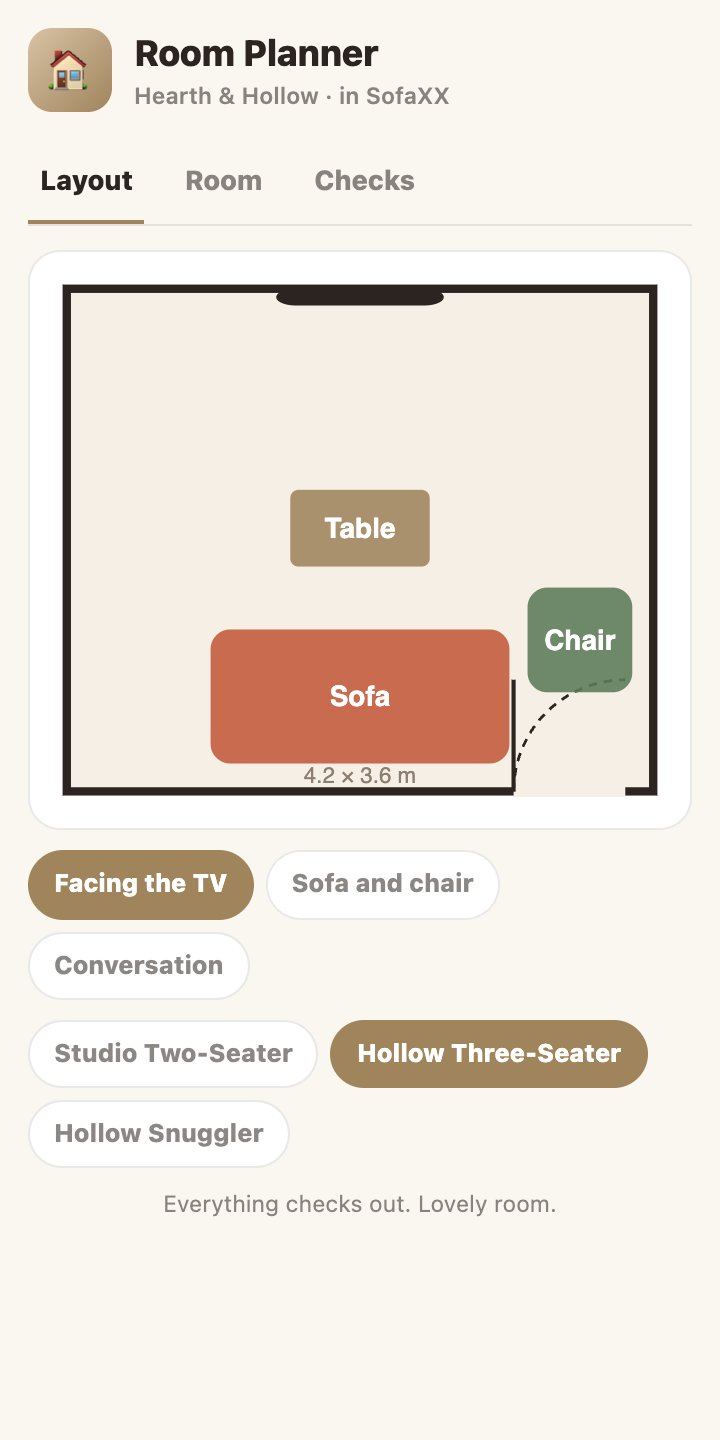 Room Planner
Hearth & Hollow · in SofaXX
Layout Room Checks
Table
Chair
Sofa
4.2 × 3.6 m
Facing the TV Sofa and chair
Conversation
Studio Two-Seater Hollow Three-Seater
Hollow Snuggler
Everything checks out. Lovely room.